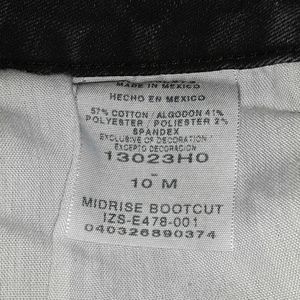 MADE IN MEXICO
HECHO EN MEXICO
57% COTTON / ALGODON 41%
POLYESTER / POLIESTER 2%
SPANDEX
EXCLUSIVE OF DECORATION
EXCEPTO DECORACION
13023H0
-
10 M
MIDRISE BOOTCUT
IZS-E478-001
040326890374